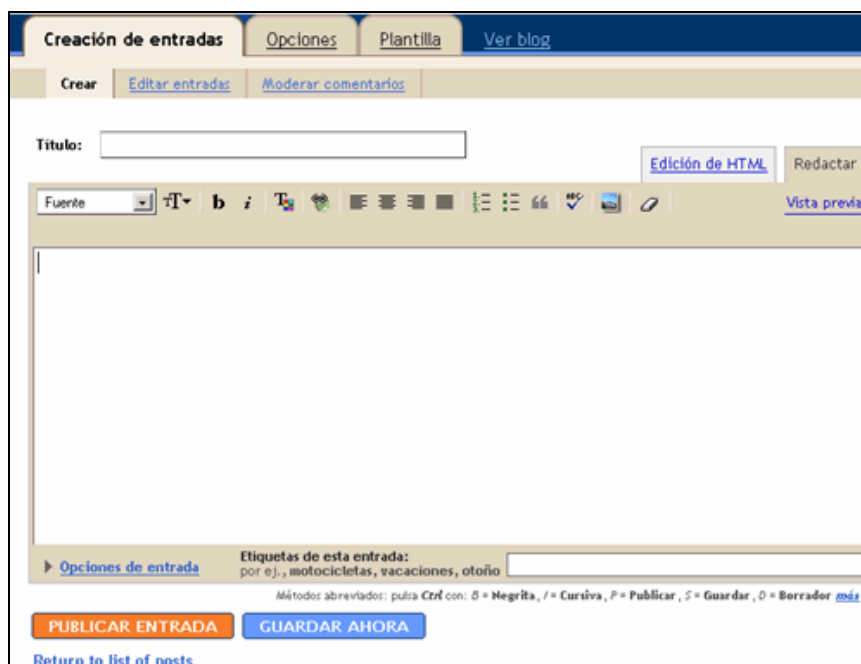 Creación de entradas Opciones Plantilla Ver blog
Crear Editar entradas Moderar comentarios
Título:
Edición de HTML Redactar
Fuente T b i T ABC Vista previa
Opciones de entrada
Etiquetas de esta entrada:
por ej., motocicletas, vacaciones, otoño
Métodos abreviados: pulsa Ctrl con: B = Negrita, I = Cursiva, P = Publicar, S = Guardar, D = Borrador más
PUBLICAR ENTRADA GUARDAR AHORA
Return to list of posts